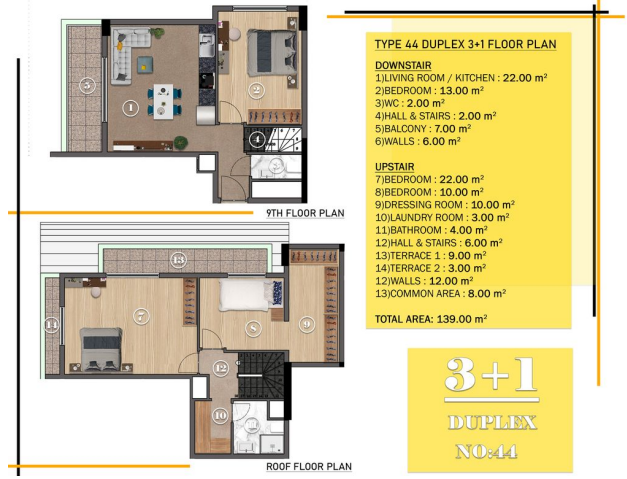 TYPE 44 DUPLEX 3+1 FLOOR PLAN
DOWNSTAIR
1)LIVING ROOM / KITCHEN : 22.00 m²
2)BEDROOM : 13.00 m²
3)WC : 2.00 m²
4)HALL & STAIRS : 2.00 m²
5)BALCONY : 7.00 m²
6)WALLS : 6.00 m²
UPSTAIR
7)BEDROOM : 22.00 m²
8)BEDROOM : 10.00 m²
9)DRESSING ROOM : 10.00 m²
10)LAUNDRY ROOM : 3.00 m²
11)BATHROOM : 4.00 m²
12)HALL & STAIRS : 6.00 m²
13)TERRACE 1 : 9.00 m²
14)TERRACE 2 : 3.00 m²
12)WALLS : 12.00 m²
13)COMMON AREA : 8.00 m²
TOTAL AREA: 139.00 m²
3+1
DUPLEX
NO:44
5
1
2
4
3
9TH FLOOR PLAN
13
14
7
8
9
12
10
11
ROOF FLOOR PLAN